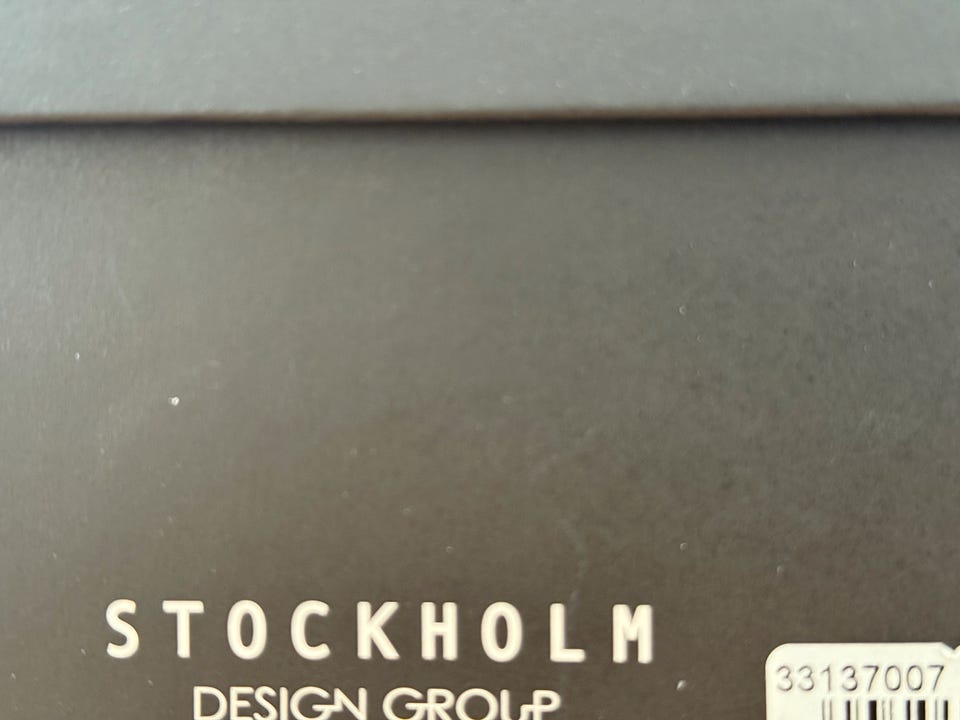 STOCKHOLM
DESIGN GROUP
33137007